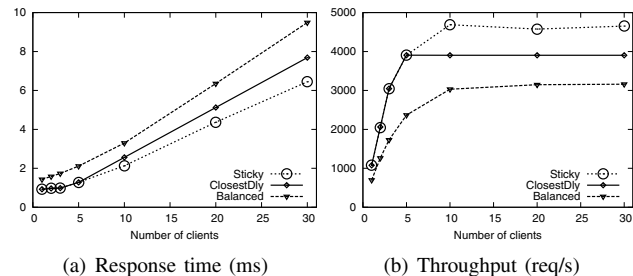 10
8
6
4
2
0
0 5 10 15 20 25 30
Number of clients
Sticky
ClosestDly
Balanced
(a) Response time (ms)
5000
4000
3000
2000
1000
0
0 5 10 15 20 25 30
Number of clients
Sticky
ClosestDly
Balanced
(b) Throughput (req/s)